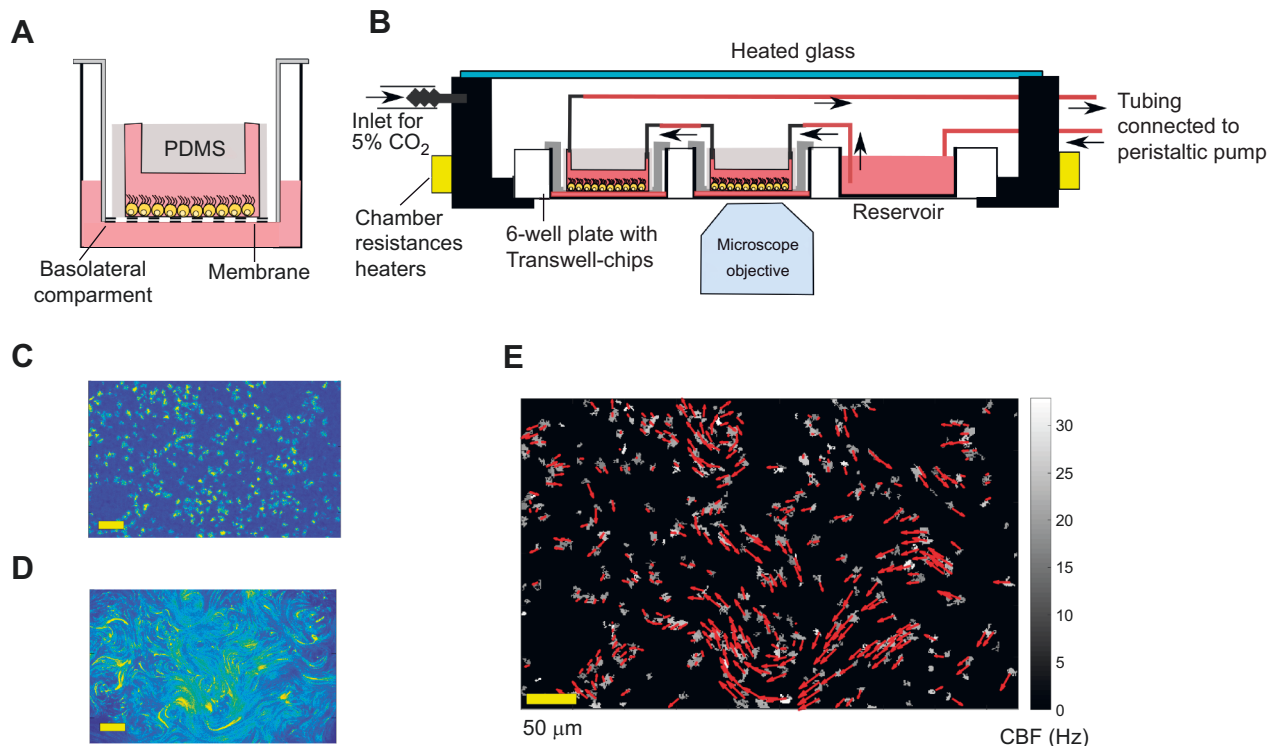 A
PDMS
Basolateral
comparment
Membrane
B
Heated glass
Inlet for
5% CO2
Chamber
resistances
heaters
6-well plate with
Transwell-chips
Microscope
objective
Reservoir
Tubing
connected to
peristaltic pump
C
D
E
50 μm
30
25
20
15
10
5
0
CBF (Hz)